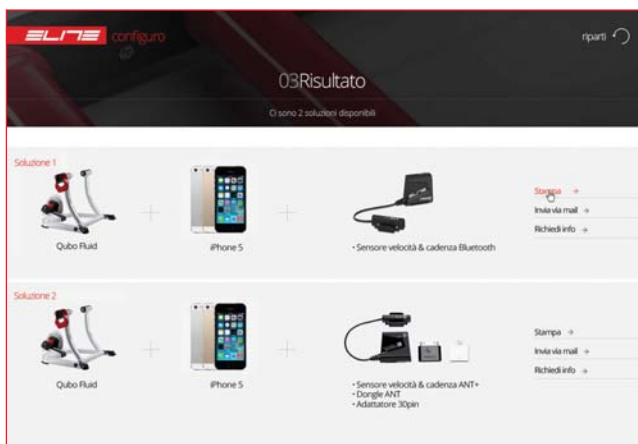 ELITE configuro
riparti
03Risultato
Ci sono 2 soluzioni disponibili
Soluzione 1
Qubo Fluid
iPhone 5
• Sensore velocità & cadenza Bluetooth
Stampa →
Invia via mail →
Richiedi info →
Soluzione 2
Qubo Fluid
iPhone 5
• Sensore velocità & cadenza ANT+
• Dongle ANT
• Adattatore 30pin
Stampa →
Invia via mail →
Richiedi info →